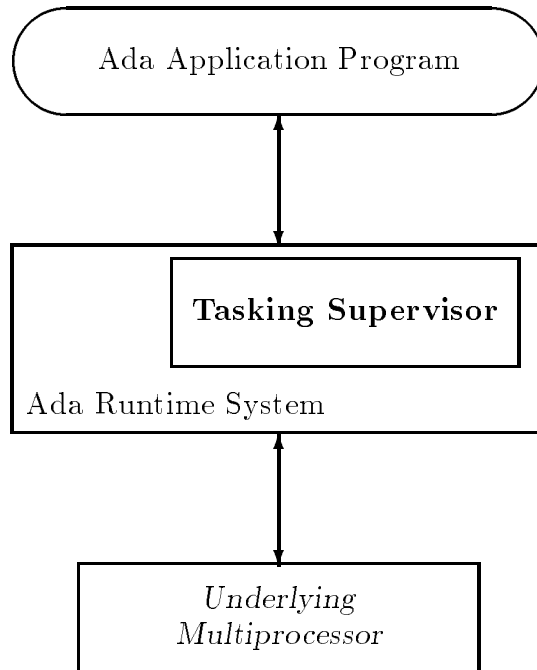 Ada Application Program
Tasking Supervisor
Ada Runtime System
Underlying
Multiprocessor